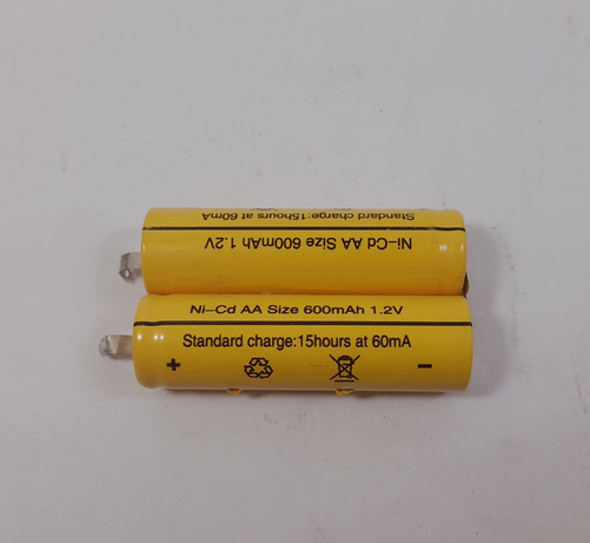 Standard charge:15hours at 60mA
Ni-Cd AA Size 600mAh 1.2V
Ni-Cd AA Size 600mAh 1.2V
Standard charge:15hours at 60mA
+ -